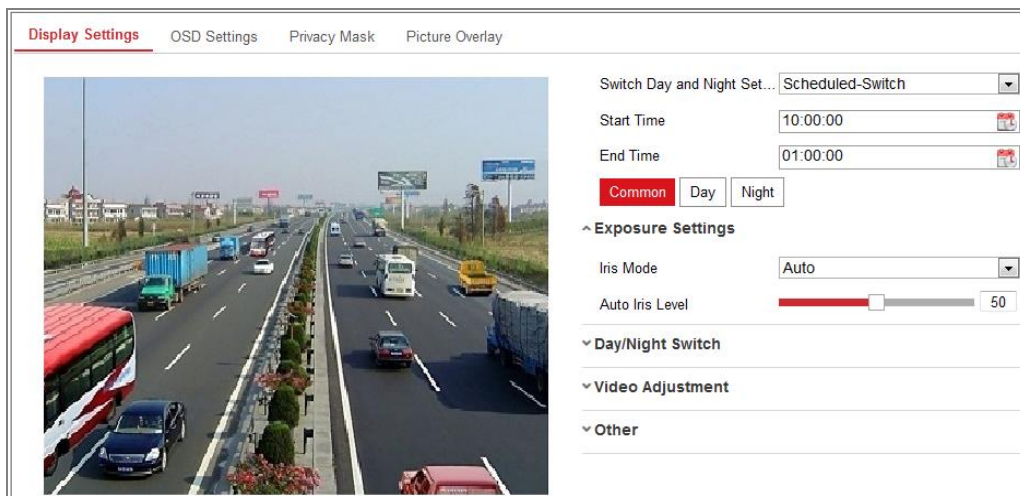 Display Settings OSD Settings Privacy Mask Picture Overlay
Switch Day and Night Set... Scheduled-Switch
Start Time 10:00:00
End Time 01:00:00
Common Day Night
Exposure Settings
Iris Mode Auto
Auto Iris Level 50
Day/Night Switch
Video Adjustment
Other